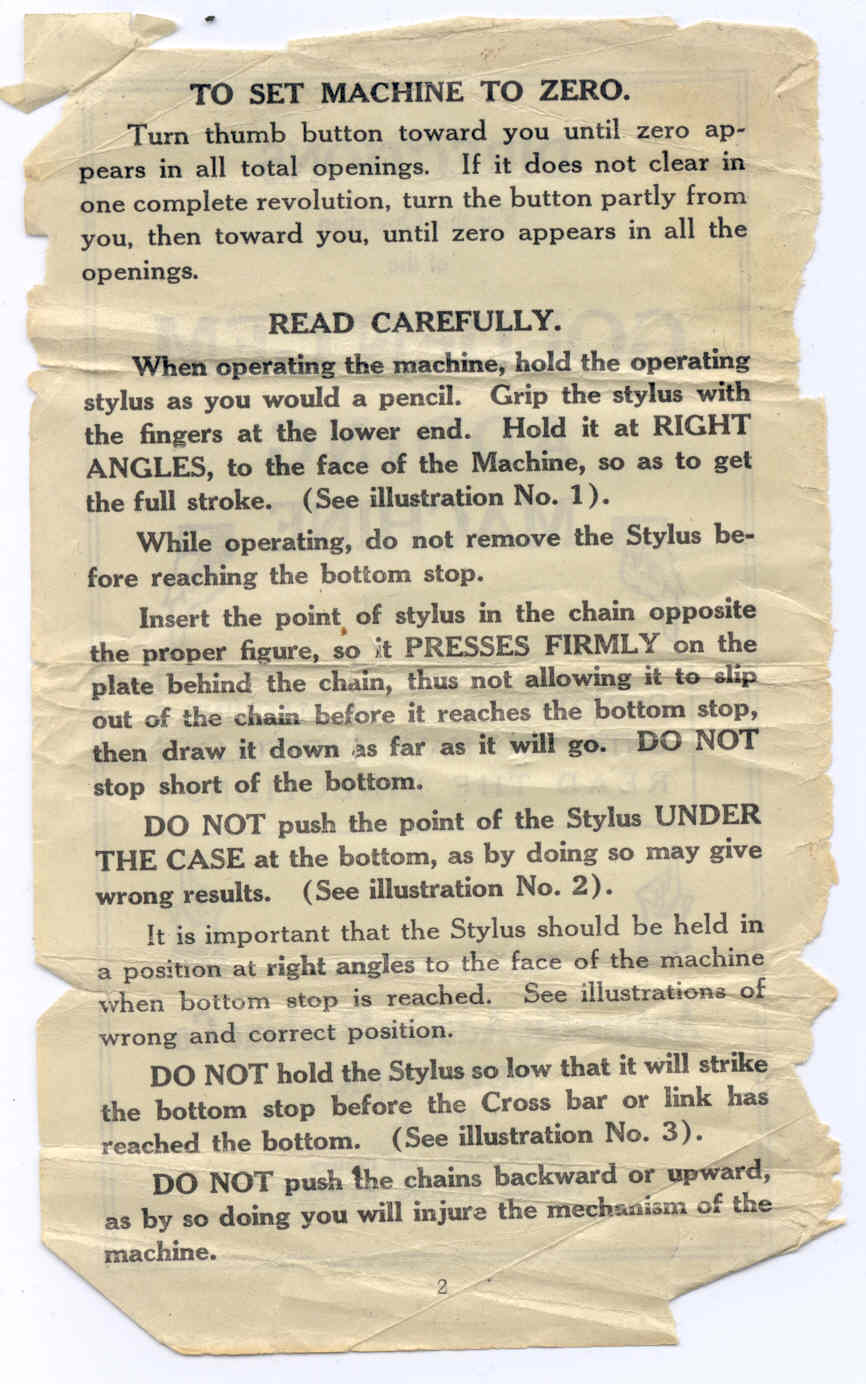 TO SET MACHINE TO ZERO.
Turn thumb button toward you until zero ap-
pears in all total openings. If it does not clear in
one complete revolution, turn the button partly from
you, then toward you, until zero appears in all the
openings.
READ CAREFULLY.
When operating the machine, hold the operating
stylus as you would a pencil. Grip the stylus with
the fingers at the lower end. Hold it at RIGHT
ANGLES, to the face of the Machine, so as to get
the full stroke. (See illustration No. 1).
While operating, do not remove the Stylus be-
fore reaching the bottom stop.
Insert the point of stylus in the chain opposite
the proper figure, so it PRESSES FIRMLY on the
plate behind the chain, thus not allowing it to slip
out of the chain before it reaches the bottom stop,
then draw it down as far as it will go. DO NOT
stop short of the bottom.
DO NOT push the point of the Stylus UNDER
THE CASE at the bottom, as by doing so may give
wrong results. (See illustration No. 2).
It is important that the Stylus should be held in
a position at right angles to the face of the machine
when bottom stop is reached. See illustrations of
wrong and correct position.
DO NOT hold the Stylus so low that it will strike
the bottom stop before the Cross bar or link has
reached the bottom. (See illustration No. 3).
DO NOT push the chains backward or upward,
as by so doing you will injure the mechanism of the
machine.
2